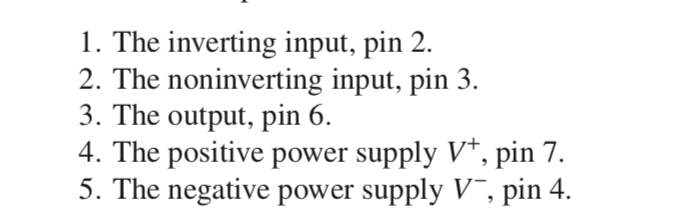 1. The inverting input, pin 2.
2. The noninverting input, pin 3.
3. The output, pin 6.
4. The positive power supply V⁺, pin 7.
5. The negative power supply V⁻, pin 4.